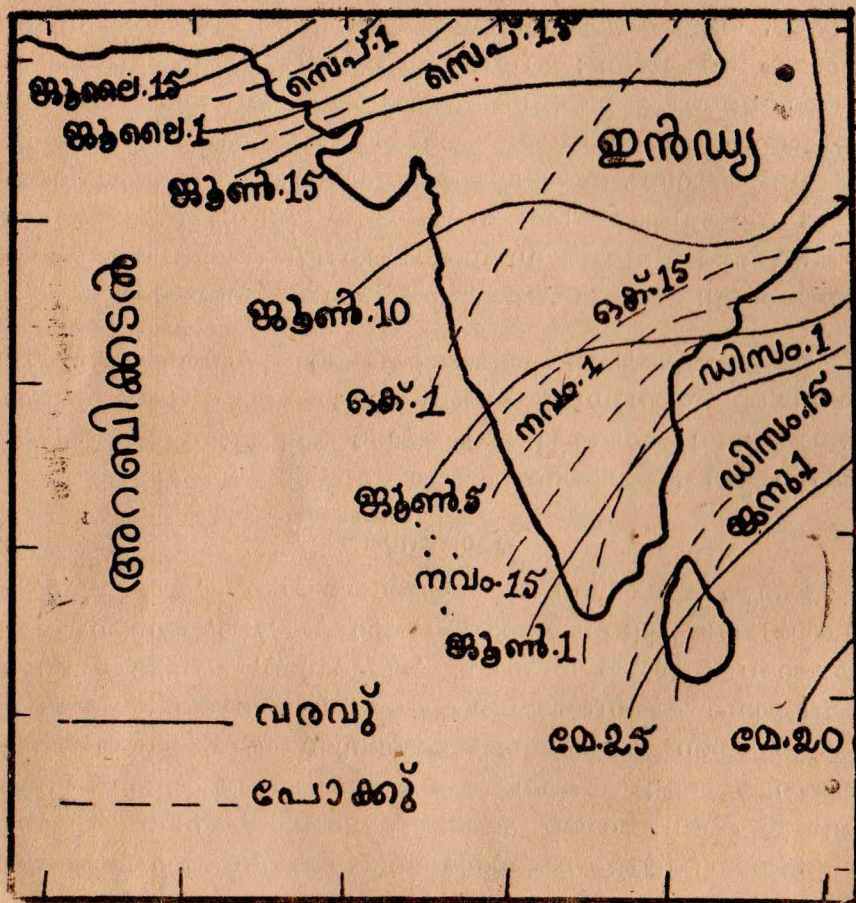 സെപ്.1
സെപ്.15
ജൂലൈ.15
ജൂലൈ.1
ജൂൺ.15
ഇൻഡ്യ
അറബിക്കടൽ
ജൂൺ.10
ഒക്.15
ഒക്.1
നവം.1
ഡിസം.1
ഡിസം.15
ജനു.1
ജൂൺ.5
നവം.15
ജൂൺ.1
മേ.25
മേ.20
വരവു്
പോക്കു്